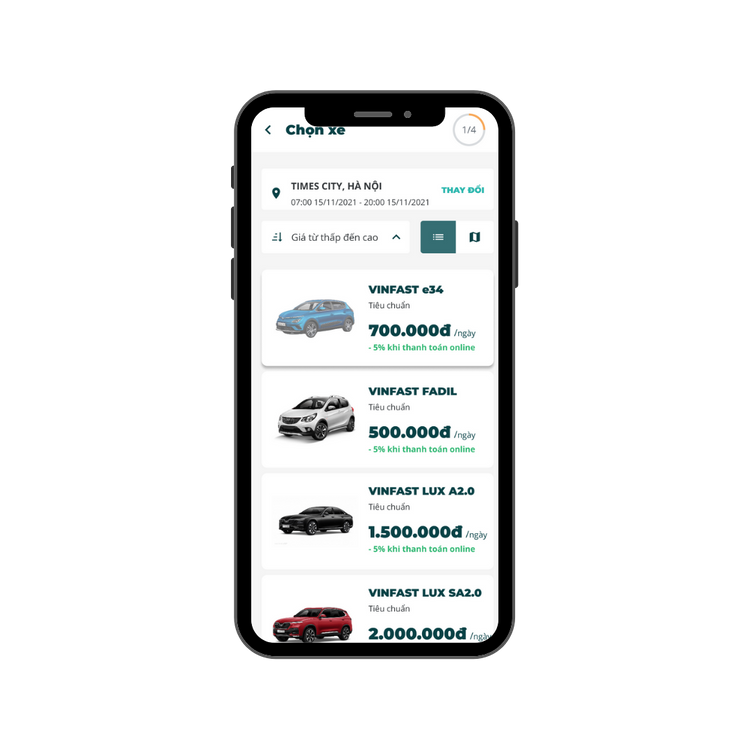 Chọn xe
1/4
TIMES CITY, HÀ NỘI
THAY ĐỔI
07:00 15/11/2021 - 20:00 15/11/2021
Giá từ thấp đến cao
VINFAST e34
Tiêu chuẩn
700.000đ /ngày
- 5% khi thanh toán online
VINFAST FADIL
Tiêu chuẩn
500.000đ /ngày
- 5% khi thanh toán online
VINFAST LUX A2.0
Tiêu chuẩn
1.500.000đ /ngày
- 5% khi thanh toán online
VINFAST LUX SA2.0
Tiêu chuẩn
2.000.000đ /ngày